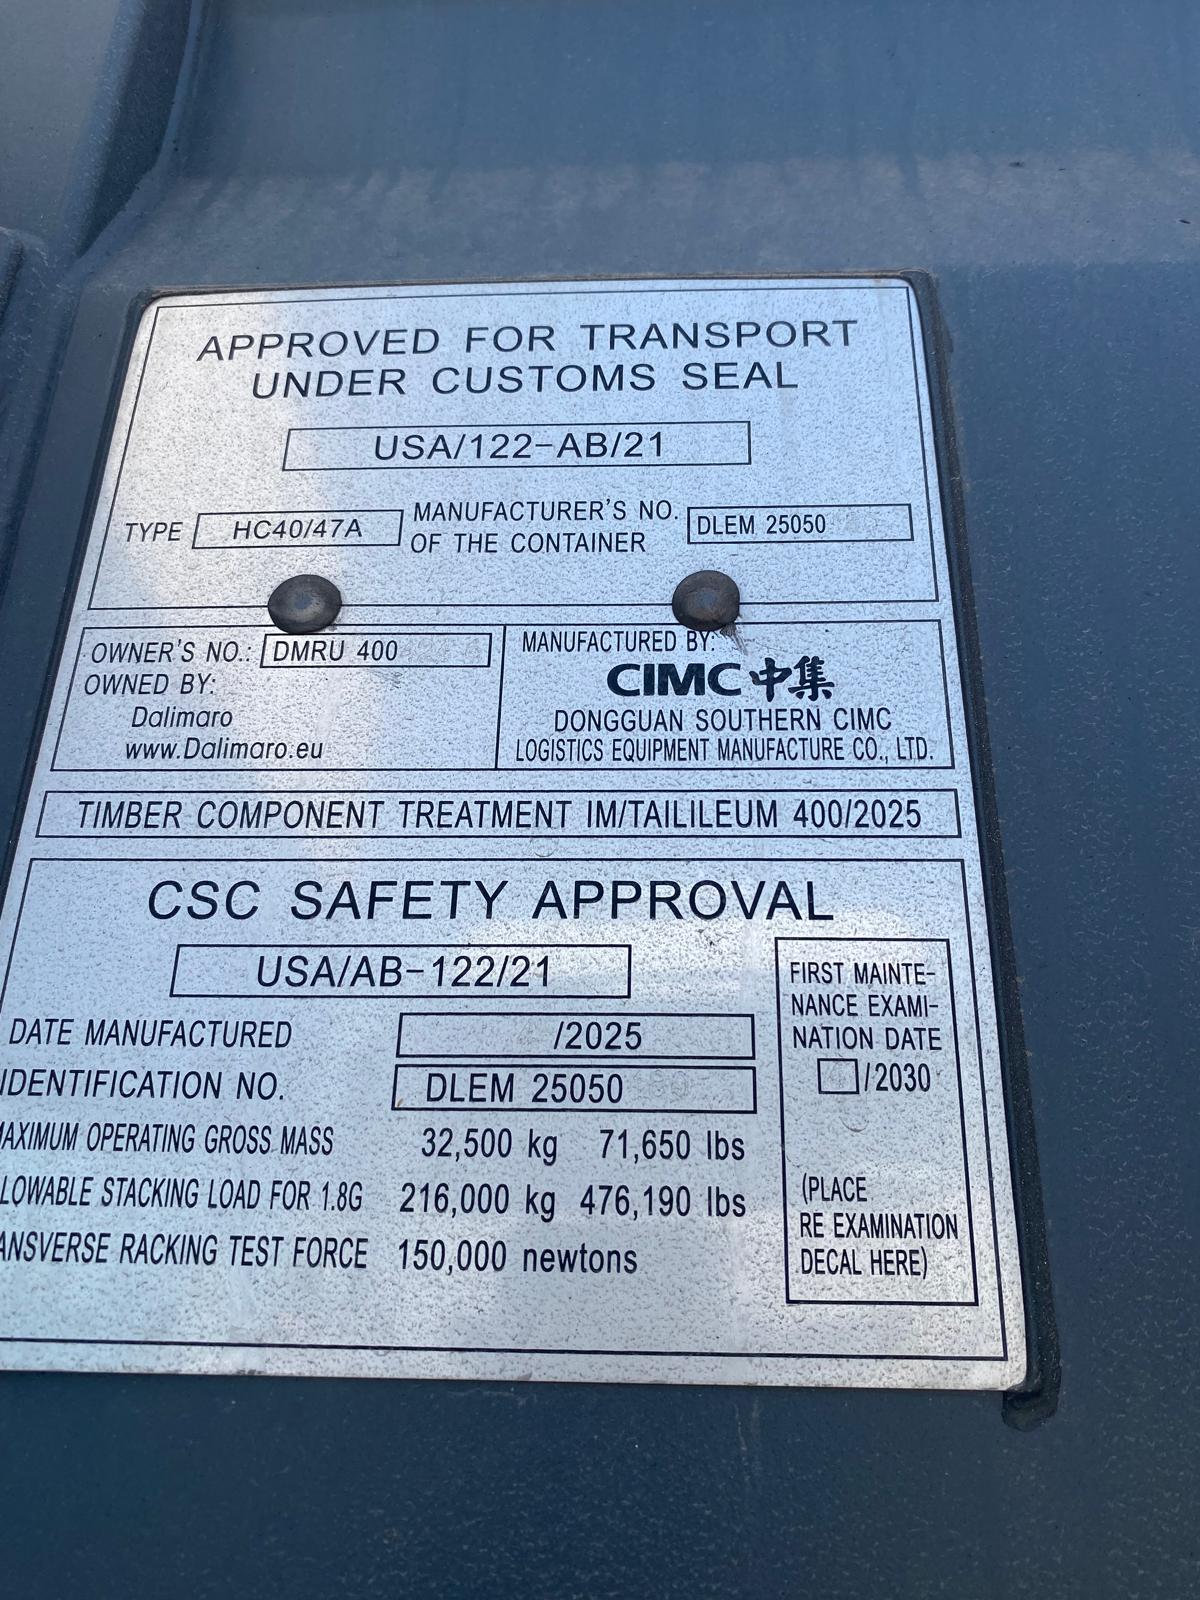 APPROVED FOR TRANSPORT
UNDER CUSTOMS SEAL
USA/122-AB/21
TYPE HC40/47A MANUFACTURER'S NO. OF THE CONTAINER DLEM 25050
OWNER'S NO.: DMRU 400
OWNED BY:
Dalimaro
www.Dalimaro.eu
MANUFACTURED BY:
CIMC 中集
DONGGUAN SOUTHERN CIMC
LOGISTICS EQUIPMENT MANUFACTURE CO., LTD.
TIMBER COMPONENT TREATMENT IM/TAILILEUM 400/2025
CSC SAFETY APPROVAL
USA/AB-122/21
DATE MANUFACTURED /2025
IDENTIFICATION NO. DLEM 25050
MAXIMUM OPERATING GROSS MASS 32,500 kg 71,650 lbs
LOWABLE STACKING LOAD FOR 1.8G 216,000 kg 476,190 lbs
ANSVERSE RACKING TEST FORCE 150,000 newtons
FIRST MAINTE-
NANCE EXAMI-
NATION DATE
/2030
(PLACE
RE EXAMINATION
DECAL HERE)